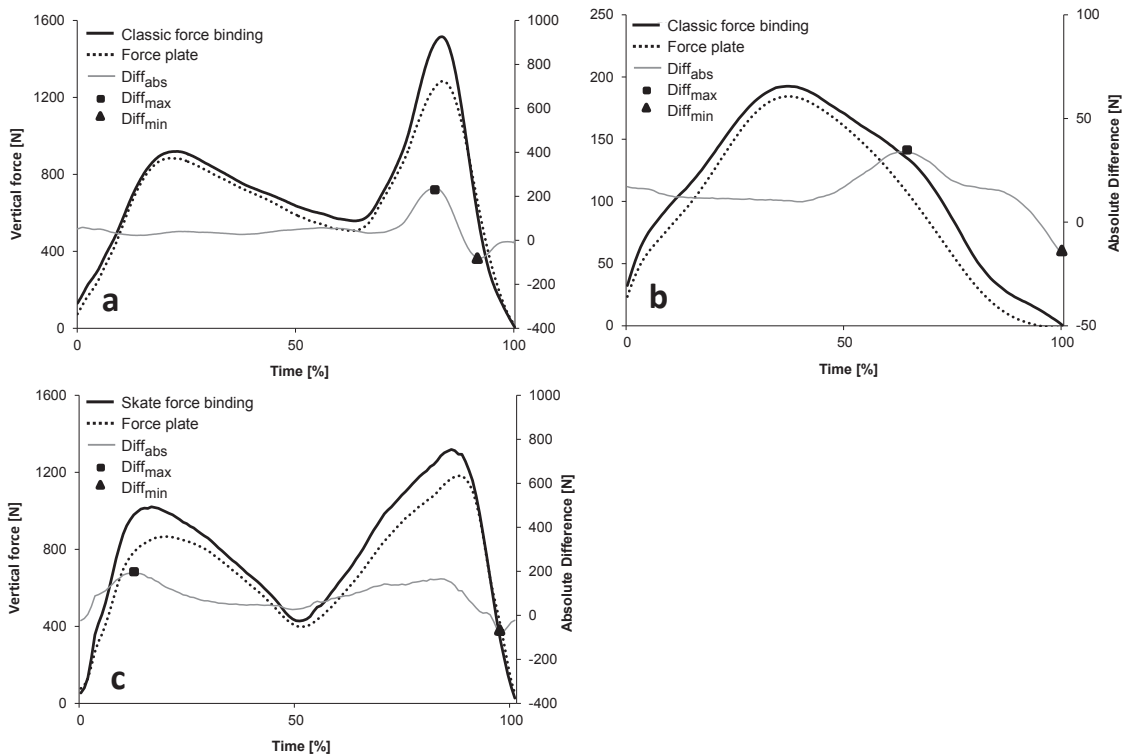 Classic force binding
Force plate
Diffabs
Diffmax
Diffmin
Vertical force [N]
1600
1200
800
400
0
1000
800
600
400
200
0
-200
-400
Absolute Difference [N]
a
0
50
100
Time [%]
Classic force binding
Force plate
Diffabs
Diffmax
Diffmin
250
200
150
100
50
0
100
50
0
-50
Absolute Difference [N]
b
0
50
100
Time [%]
Skate force binding
Force plate
Diffabs
Diffmax
Diffmin
Vertical force [N]
1600
1200
800
400
0
1000
800
600
400
200
0
-200
-400
Absolute Difference [N]
c
0
50
100
Time [%]